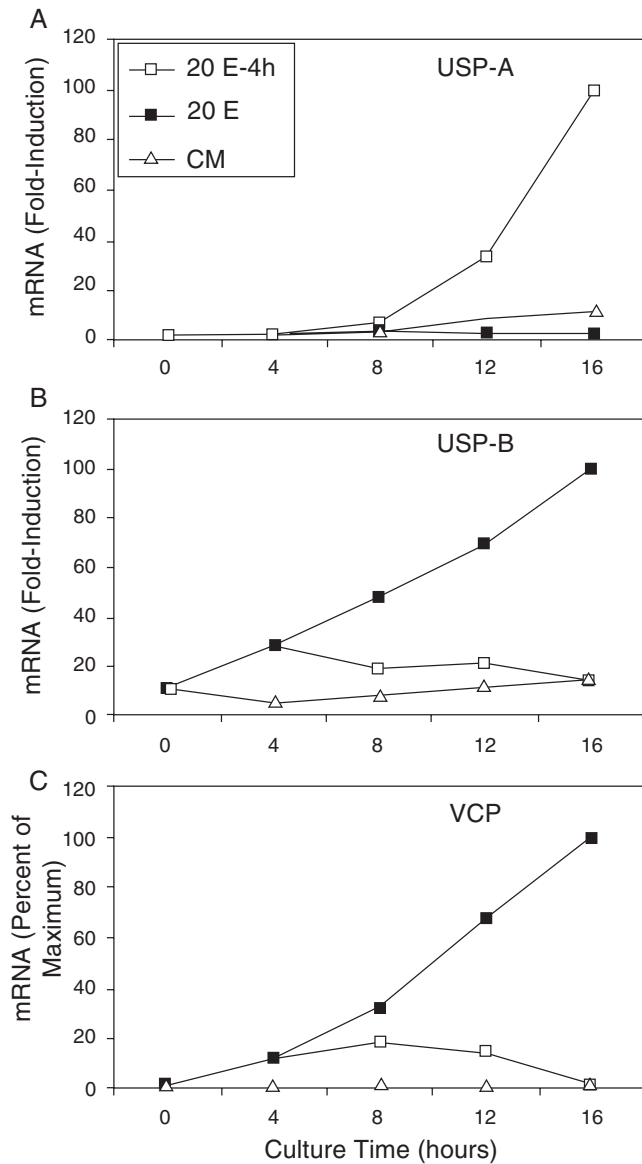 A
120
100
80
60
40
20
0
mRNA (Fold-Induction)
20 E-4h
20 E
CM
USP-A
0 4 8 12 16
B
120
100
80
60
40
20
0
mRNA (Fold-Induction)
USP-B
0 4 8 12 16
C
120
100
80
60
40
20
0
mRNA (Percent of
Maximum)
VCP
0 4 8 12 16
Culture Time (hours)